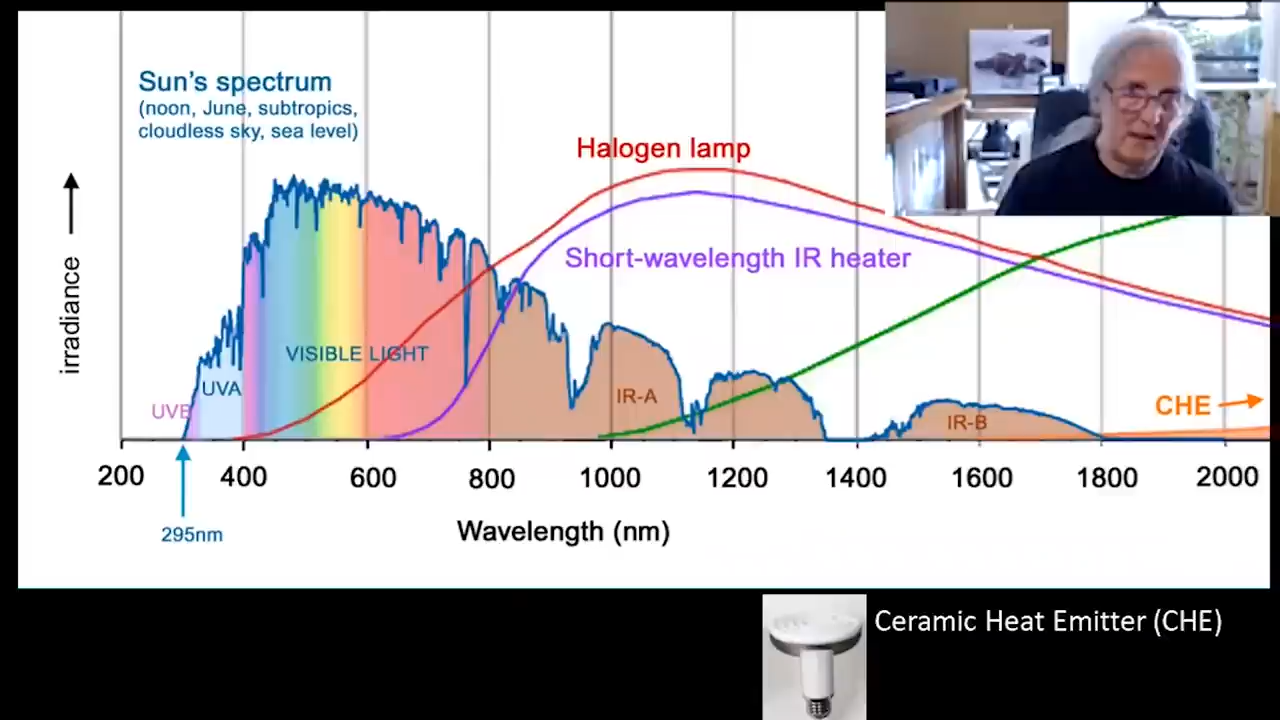 Sun's spectrum
(noon, June, subtropics,
cloudless sky, sea level)
Halogen lamp
Short-wavelength IR heater
irradiance
VISIBLE LIGHT
UVA
UVB
IR-A
IR-B
CHE
200 400 600 800 1000 1200 1400 1600 1800 2000
295nm
Wavelength (nm)
Ceramic Heat Emitter (CHE)